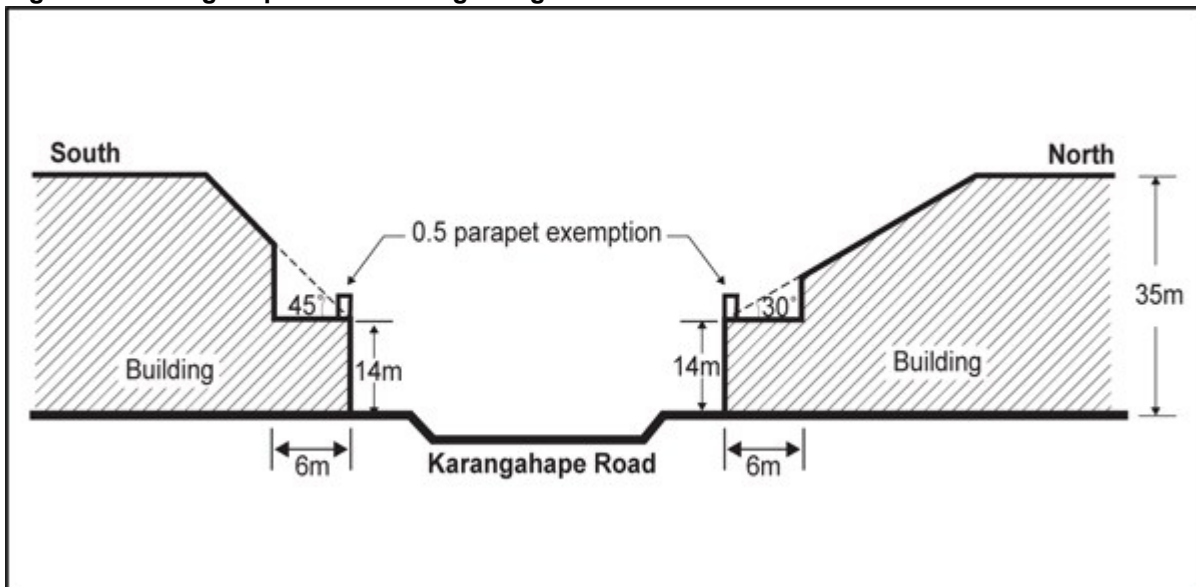 South
North
0.5 parapet exemption
45°
30°
35m
14m
14m
Building
Building
6m
Karangahape Road
6m